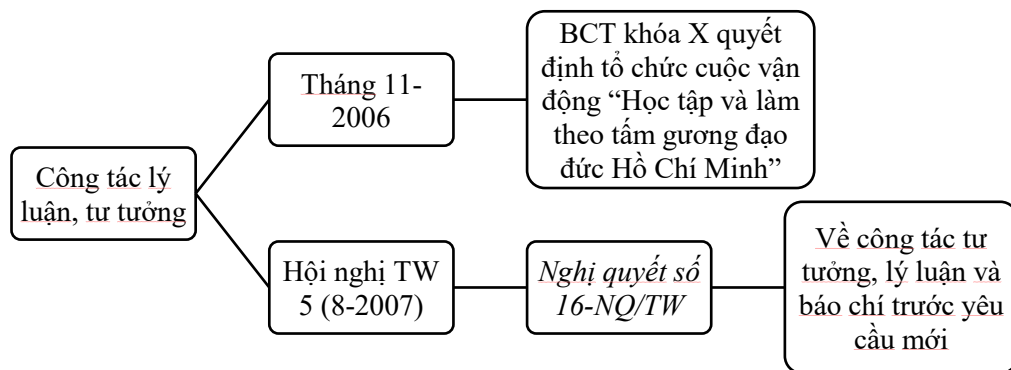 Công tác lý
luận, tư tưởng
Tháng 11-
2006
BCT khóa X quyết
định tổ chức cuộc vận
động “Học tập và làm
theo tấm gương đạo
đức Hồ Chí Minh”
Hội nghị TW
5 (8-2007)
Nghị quyết số
16-NQ/TW
Về công tác tư
tưởng, lý luận và
báo chí trước yêu
cầu mới